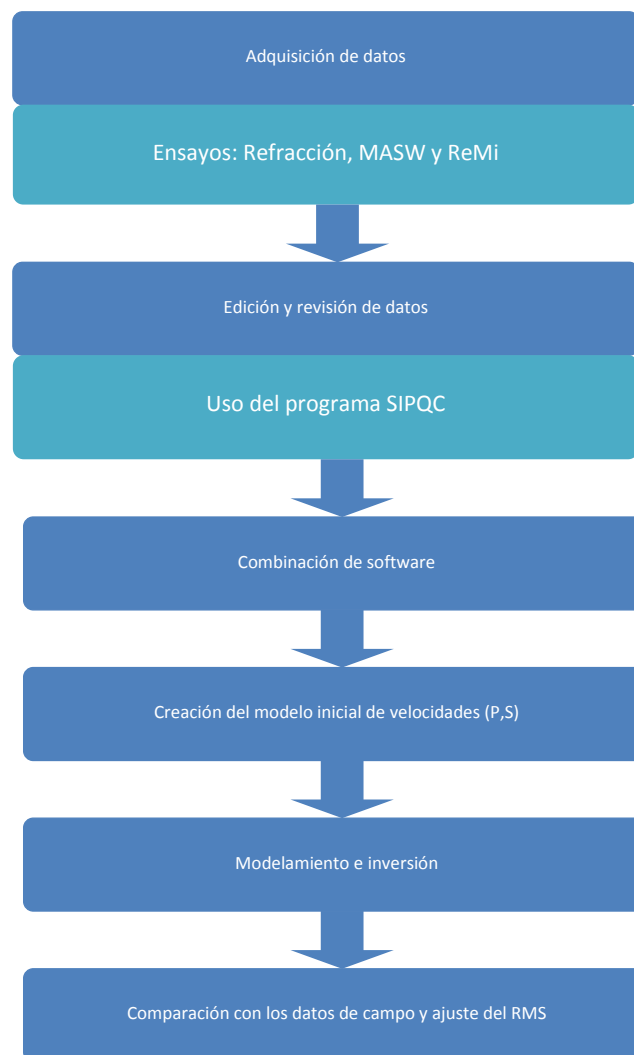 Adquisición de datos
Ensayos: Refracción, MASW y ReMi
Edición y revisión de datos
Uso del programa SIPQC
Combinación de software
Creación del modelo inicial de velocidades (P,S)
Modelamiento e inversión
Comparación con los datos de campo y ajuste del RMS